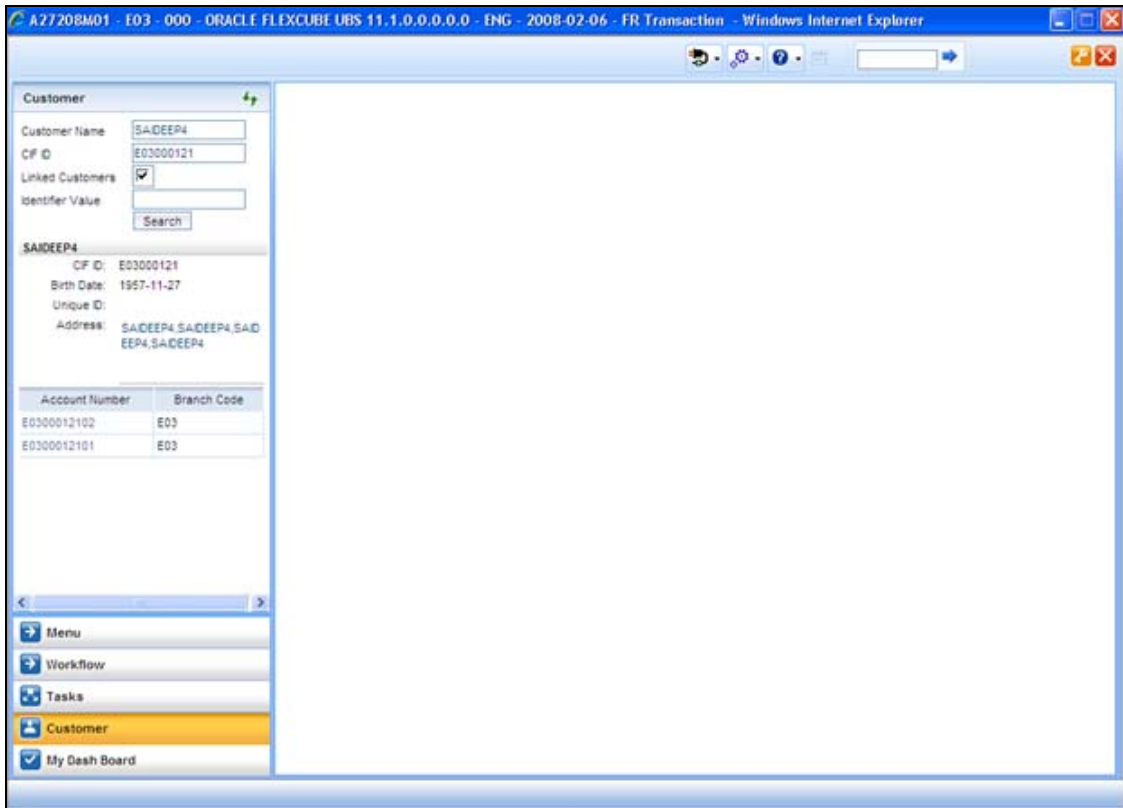 A27208M01 - E03 - 000 - ORACLE FLEXCUBE UBS 11.1.0.0.0.0.0 - ENG - 2008-02-06 - FR Transaction - Windows Internet Explorer
Customer
Customer Name SAIDEEP4
CIF ID E03000121
Linked Customers
Identifier Value
Search
SAIDEEP4
CIF ID: E03000121
Birth Date: 1957-11-27
Unique ID:
Address: SAIDEEP4,SAIDEEP4,SAID
EEP4,SAIDEEP4
Account Number Branch Code
E0300012102 E03
E0300012101 E03
Menu
Workflow
Tasks
Customer
My Dash Board